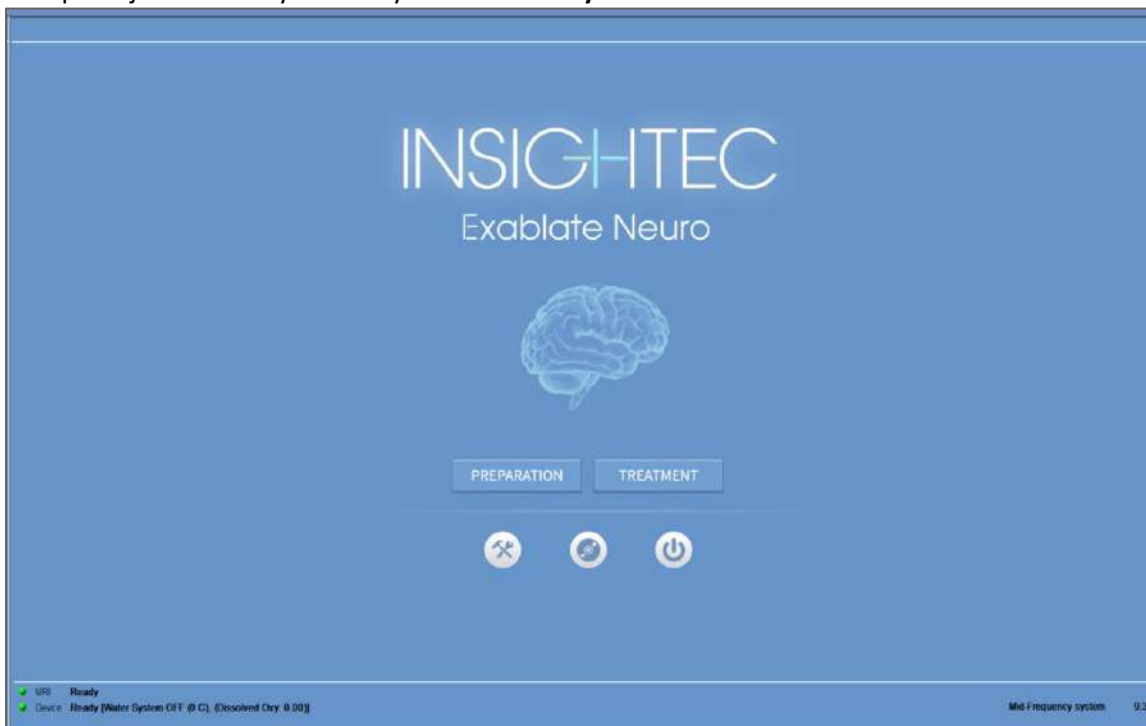 INSIGHTEC
Exablate Neuro
PREPARATION TREATMENT
MRI Ready
Device Ready [Water System OFF (0 C), (Dissolved Oxy: 0.00)]
Mid-Frequency system